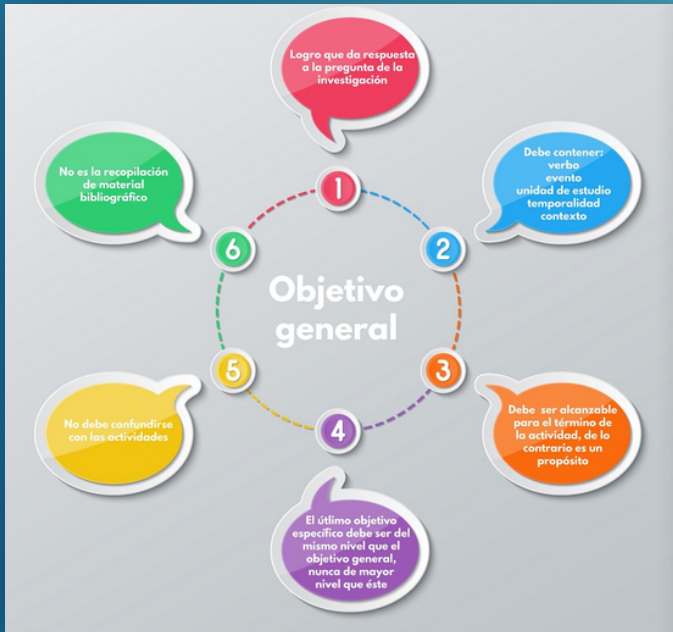 Logro que da respuesta
a la pregunta de la
investigación
1
Debe contener:
verbo
evento
unidad de estudio
temporalidad
contexto
2
Debe ser alcanzable
para el término de
la actividad, de lo
contrario es un
propósito
3
El útlimo objetivo
específico debe ser del
mismo nivel que el
objetivo general,
nunca de mayor
nivel que éste
4
No debe confundirse
con las actividades
5
No es la recopilación
de material
bibliográfico
6
Objetivo
general